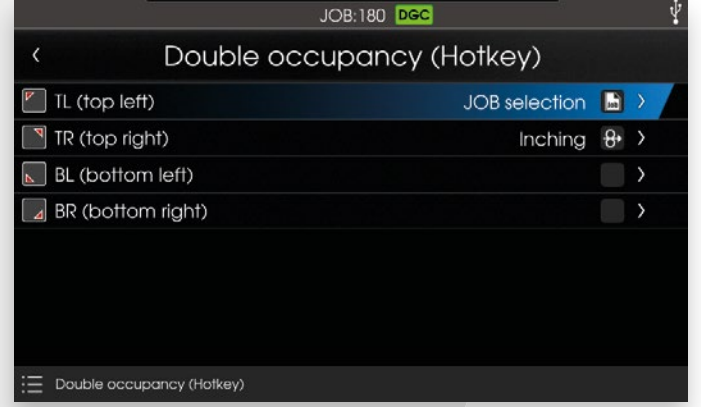 JOB:180 DGC
Double occupancy (Hotkey)
TL (top left) JOB selection Job
TR (top right) Inching
BL (bottom left)
BR (bottom right)
Double occupancy (Hotkey)